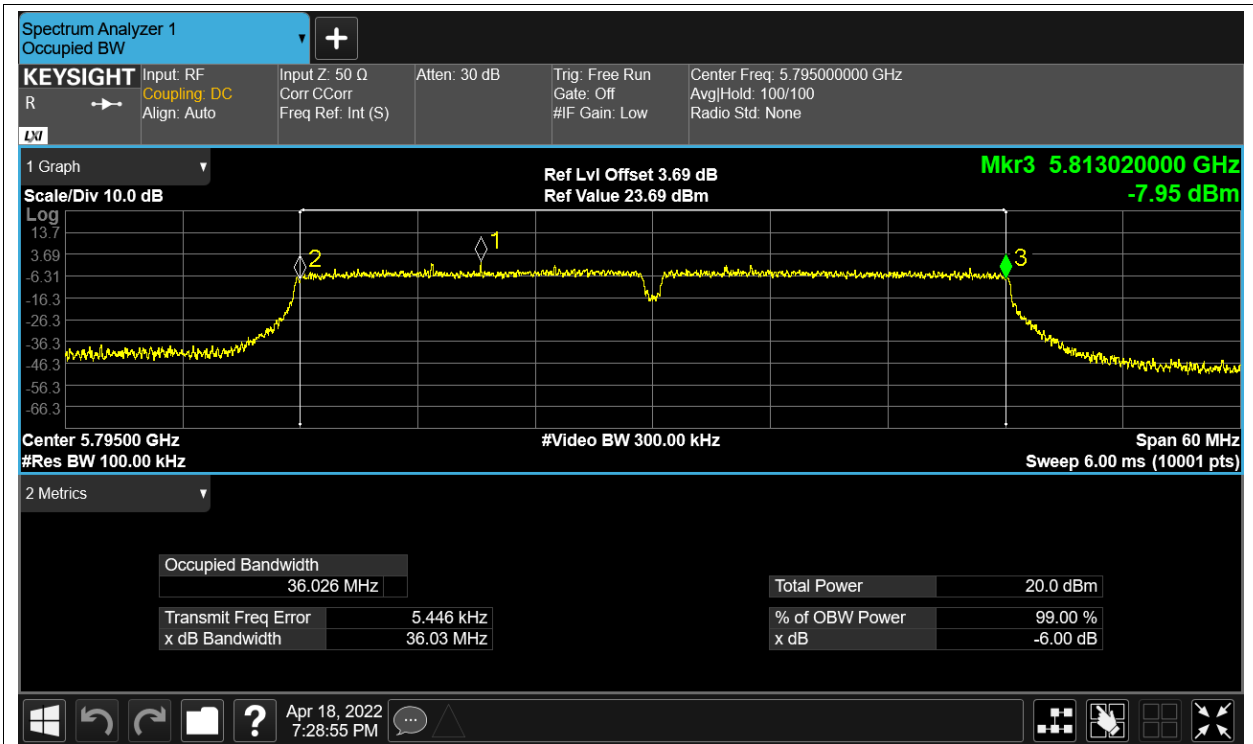 Spectrum Analyzer 1
Occupied BW
KEYSIGHT
R
LXI
Input: RF
Coupling: DC
Align: Auto
Input Z: 50 Ω
Corr CCorr
Freq Ref: Int (S)
Atten: 30 dB
Trig: Free Run
Gate: Off
#IF Gain: Low
Center Freq: 5.795000000 GHz
Avg|Hold: 100/100
Radio Std: None
1 Graph
Scale/Div 10.0 dB
Ref Lvl Offset 3.69 dB
Ref Value 23.69 dBm
Mkr3 5.813020000 GHz
-7.95 dBm
Log
13.7
3.69
-6.31
-16.3
-26.3
-36.3
-46.3
-56.3
-66.3
1
2
3
Center 5.79500 GHz
#Res BW 100.00 kHz
#Video BW 300.00 kHz
Span 60 MHz
Sweep 6.00 ms (10001 pts)
2 Metrics
Occupied Bandwidth
36.026 MHz
Transmit Freq Error 5.446 kHz
x dB Bandwidth 36.03 MHz
Total Power 20.0 dBm
% of OBW Power 99.00 %
x dB -6.00 dB
?
Apr 18, 2022
7:28:55 PM